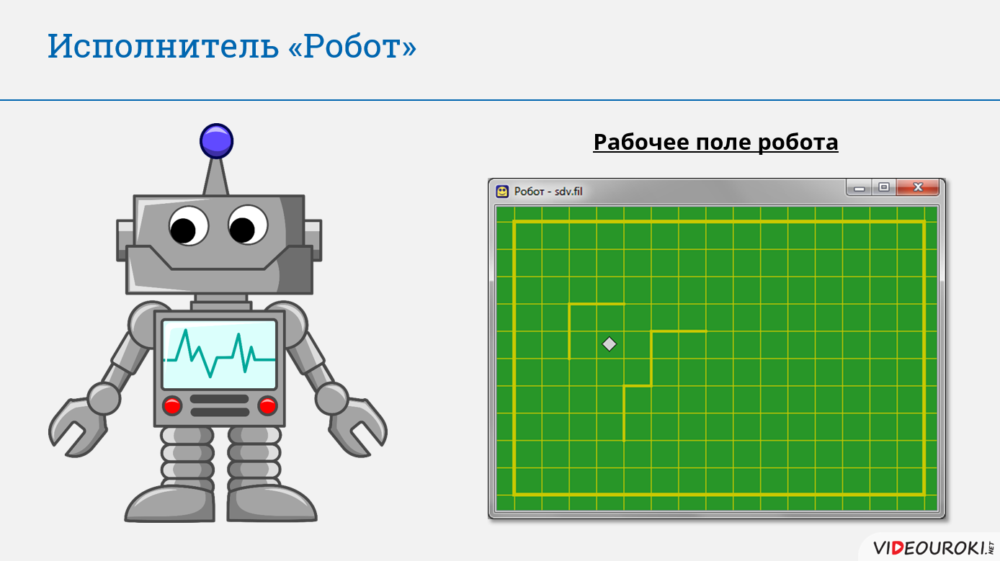 Исполнитель «Робот»
Рабочее поле робота
Робот - sdv.fil
VIDEOUROKI.NET